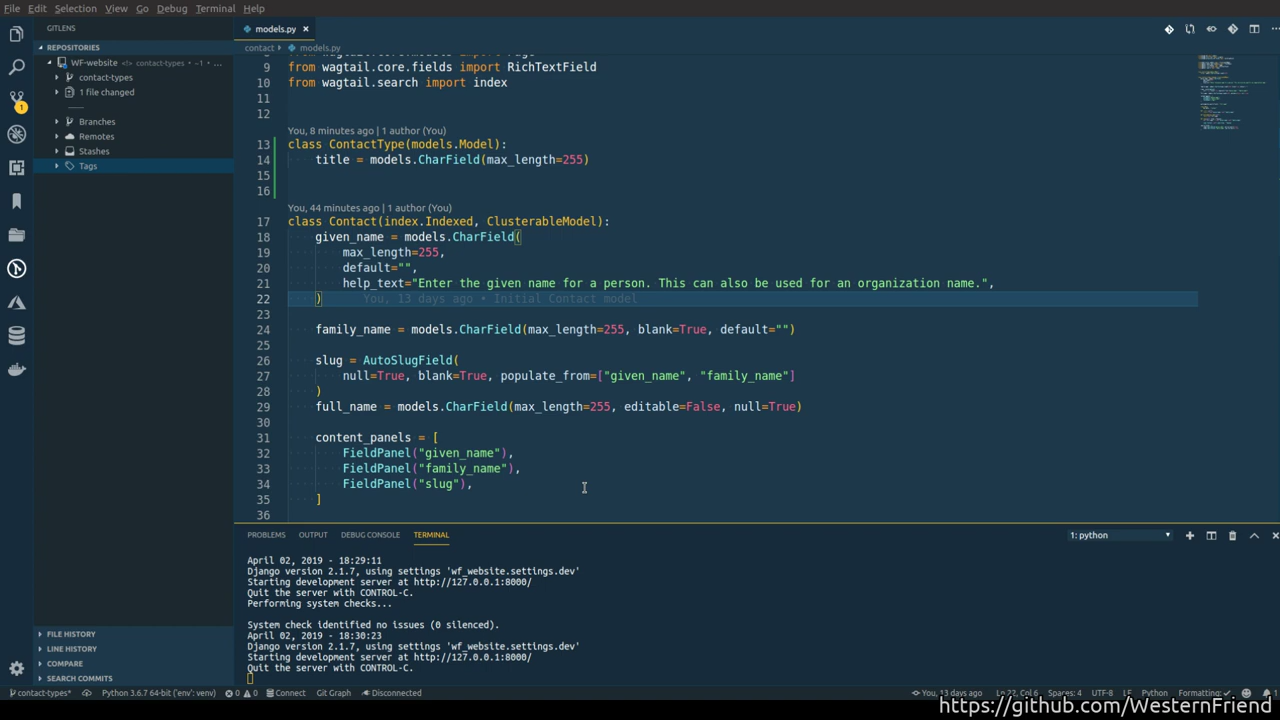 File Edit Selection View Go Debug Terminal Help
GITLENS
models.py ×
REPOSITORIES
contact models.py
WF-website contact-types • ~1 • ...
contact-types
1 file changed
Branches
Remotes
Stashes
Tags
9 from wagtail.core.fields import RichTextField
10 from wagtail.search import index
11
12
You, 8 minutes ago | 1 author (You)
13 class ContactType(models.Model):
14 title = models.CharField(max_length=255)
15
16
You, 44 minutes ago | 1 author (You)
17 class Contact(index.Indexed, ClusterableModel):
18 given_name = models.CharField(
19 max_length=255,
20 default="",
21 help_text="Enter the given name for a person. This can also be used for an organization name.",
22 ) You, 13 days ago • Initial Contact model
23
24 family_name = models.CharField(max_length=255, blank=True, default="")
25
26 slug = AutoSlugField(
27 null=True, blank=True, populate_from=["given_name", "family_name"]
28 )
29 full_name = models.CharField(max_length=255, editable=False, null=True)
30
31 content_panels = [
32 FieldPanel("given_name"),
33 FieldPanel("family_name"),
34 FieldPanel("slug"),
35 ]
36
PROBLEMS OUTPUT DEBUG CONSOLE TERMINAL 1: python
April 02, 2019 - 18:29:11
Django version 2.1.7, using settings 'wf_website.settings.dev'
Starting development server at http://127.0.0.1:8000/
Quit the server with CONTROL-C.
Performing system checks...
System check identified no issues (0 silenced).
April 02, 2019 - 18:30:23
Django version 2.1.7, using settings 'wf_website.settings.dev'
Starting development server at http://127.0.0.1:8000/
Quit the server with CONTROL-C.
FILE HISTORY
LINE HISTORY
COMPARE
SEARCH COMMITS
contact-types* Python 3.6.7 64-bit ('env': venv) 0 0 Connect Git Graph Disconnected You, 13 days ago Ln 22, Col 6 Spaces: 4 UTF-8 LF Python Formatting: ✓ 1
https://github.com/WesternFriend